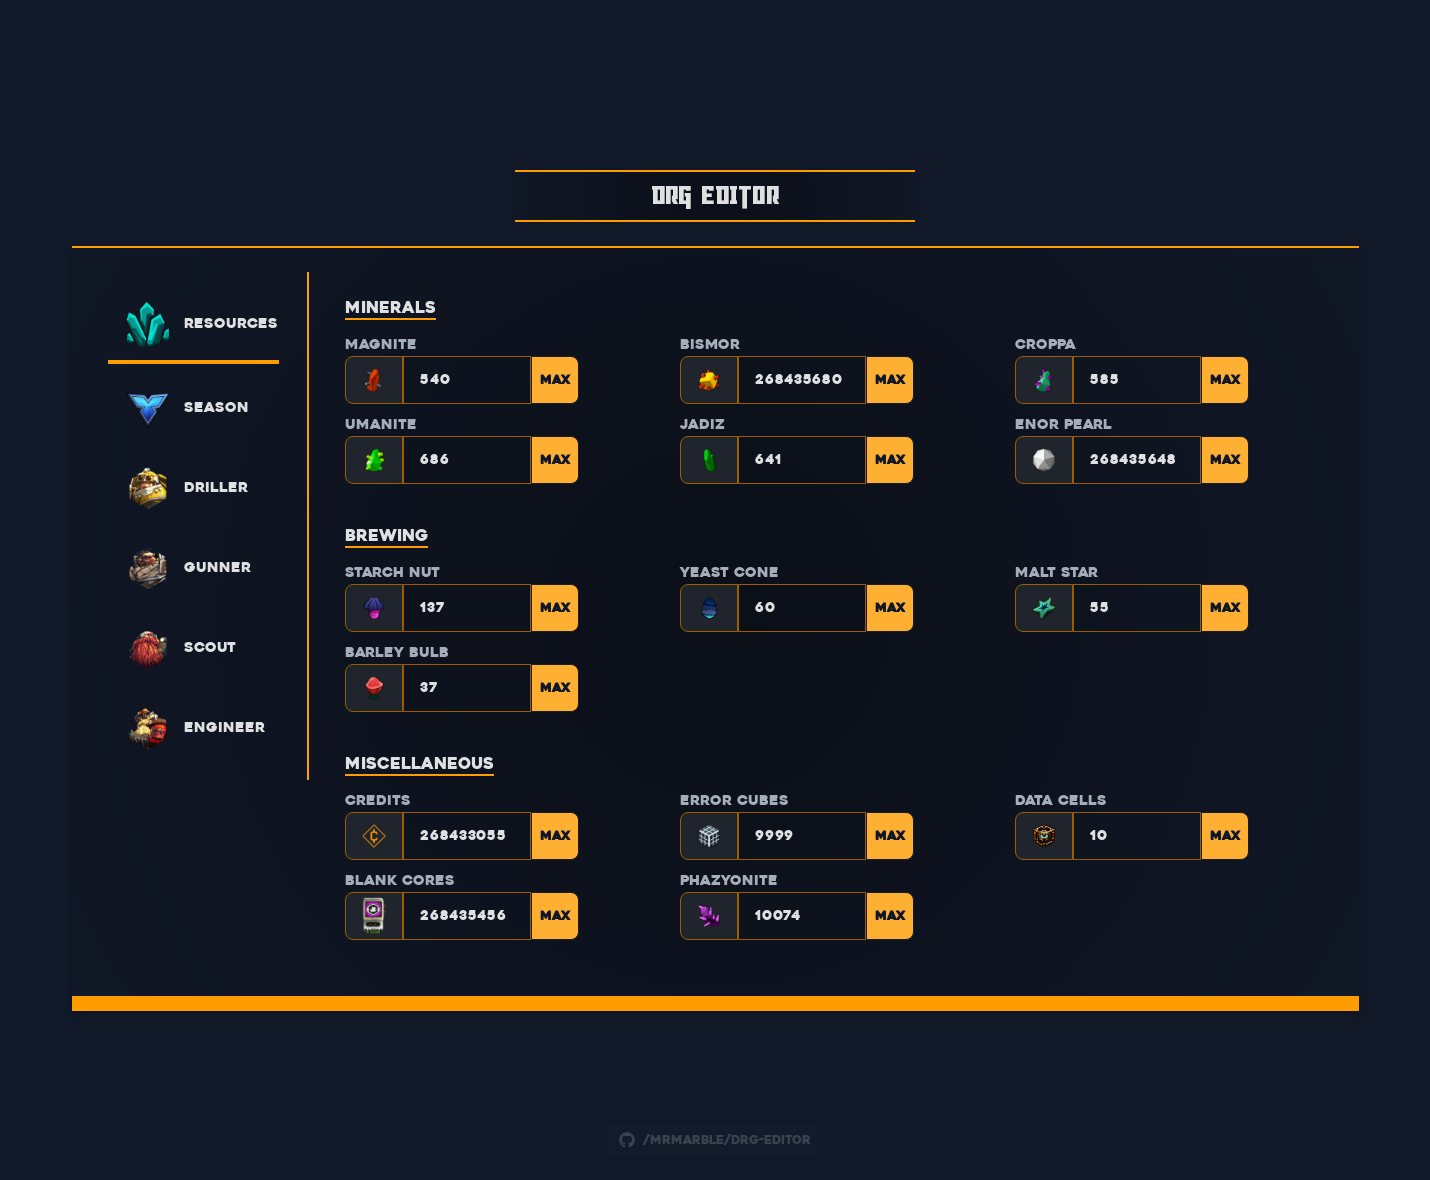 DRG EDITOR
RESOURCES
SEASON
DRILLER
GUNNER
SCOUT
ENGINEER
MINERALS
MAGNITE
540 MAX
BISMOR
268435680 MAX
CROPPA
585 MAX
UMANITE
686 MAX
JADIZ
641 MAX
ENOR PEARL
268435648 MAX
BREWING
STARCH NUT
137 MAX
YEAST CONE
60 MAX
MALT STAR
55 MAX
BARLEY BULB
37 MAX
MISCELLANEOUS
CREDITS
268433055 MAX
ERROR CUBES
9999 MAX
DATA CELLS
10 MAX
BLANK CORES
268435456 MAX
PHAZYONITE
10074 MAX
/MRMARBLE/DRG-EDITOR